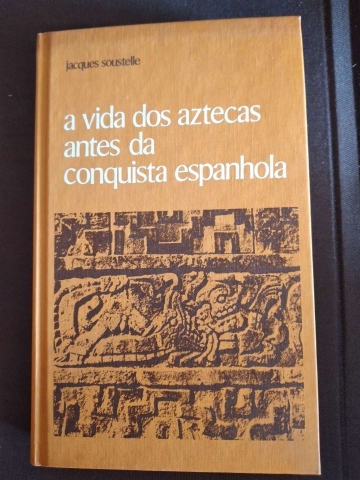 jacques soustelle
a vida dos aztecas
antes da
conquista espanhola